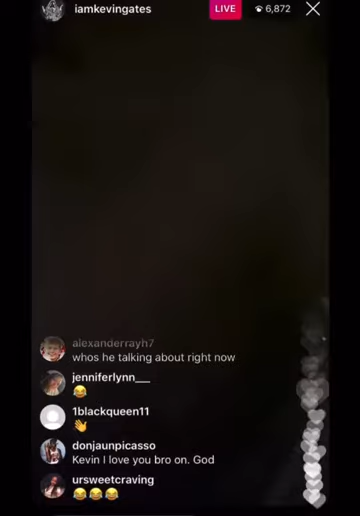 iamkevingates
LIVE 6,872
alexanderrayh7
whos he talking about right now
jenniferlynn___
😂
1blackqueen11
👋
donjaunpicasso
Kevin I love you bro on. God
ursweetcraving
😂😂😂